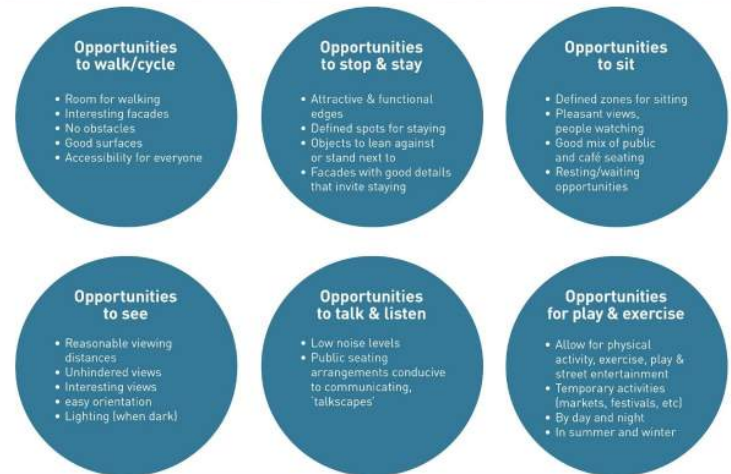 Opportunities
to walk/cycle
• Room for walking
• Interesting facades
• No obstacles
• Good surfaces
• Accessibility for everyone
Opportunities
to stop & stay
• Attractive & functional
edges
• Defined spots for staying
• Objects to lean against
or stand next to
• Facades with good details
that invite staying
Opportunities
to sit
• Defined zones for sitting
• Pleasant views,
people watching
• Good mix of public
and café seating
• Resting/waiting
opportunities
Opportunities
to see
• Reasonable viewing
distances
• Unhindered views
• Interesting views
• easy orientation
• Lighting (when dark)
Opportunities
to talk & listen
• Low noise levels
• Public seating
arrangements conducive
to communicating,
'talkscapes'
Opportunities
for play & exercise
• Allow for physical
activity, exercise, play &
street entertainment
• Temporary activities
(markets, festivals, etc)
• By day and night
• In summer and winter